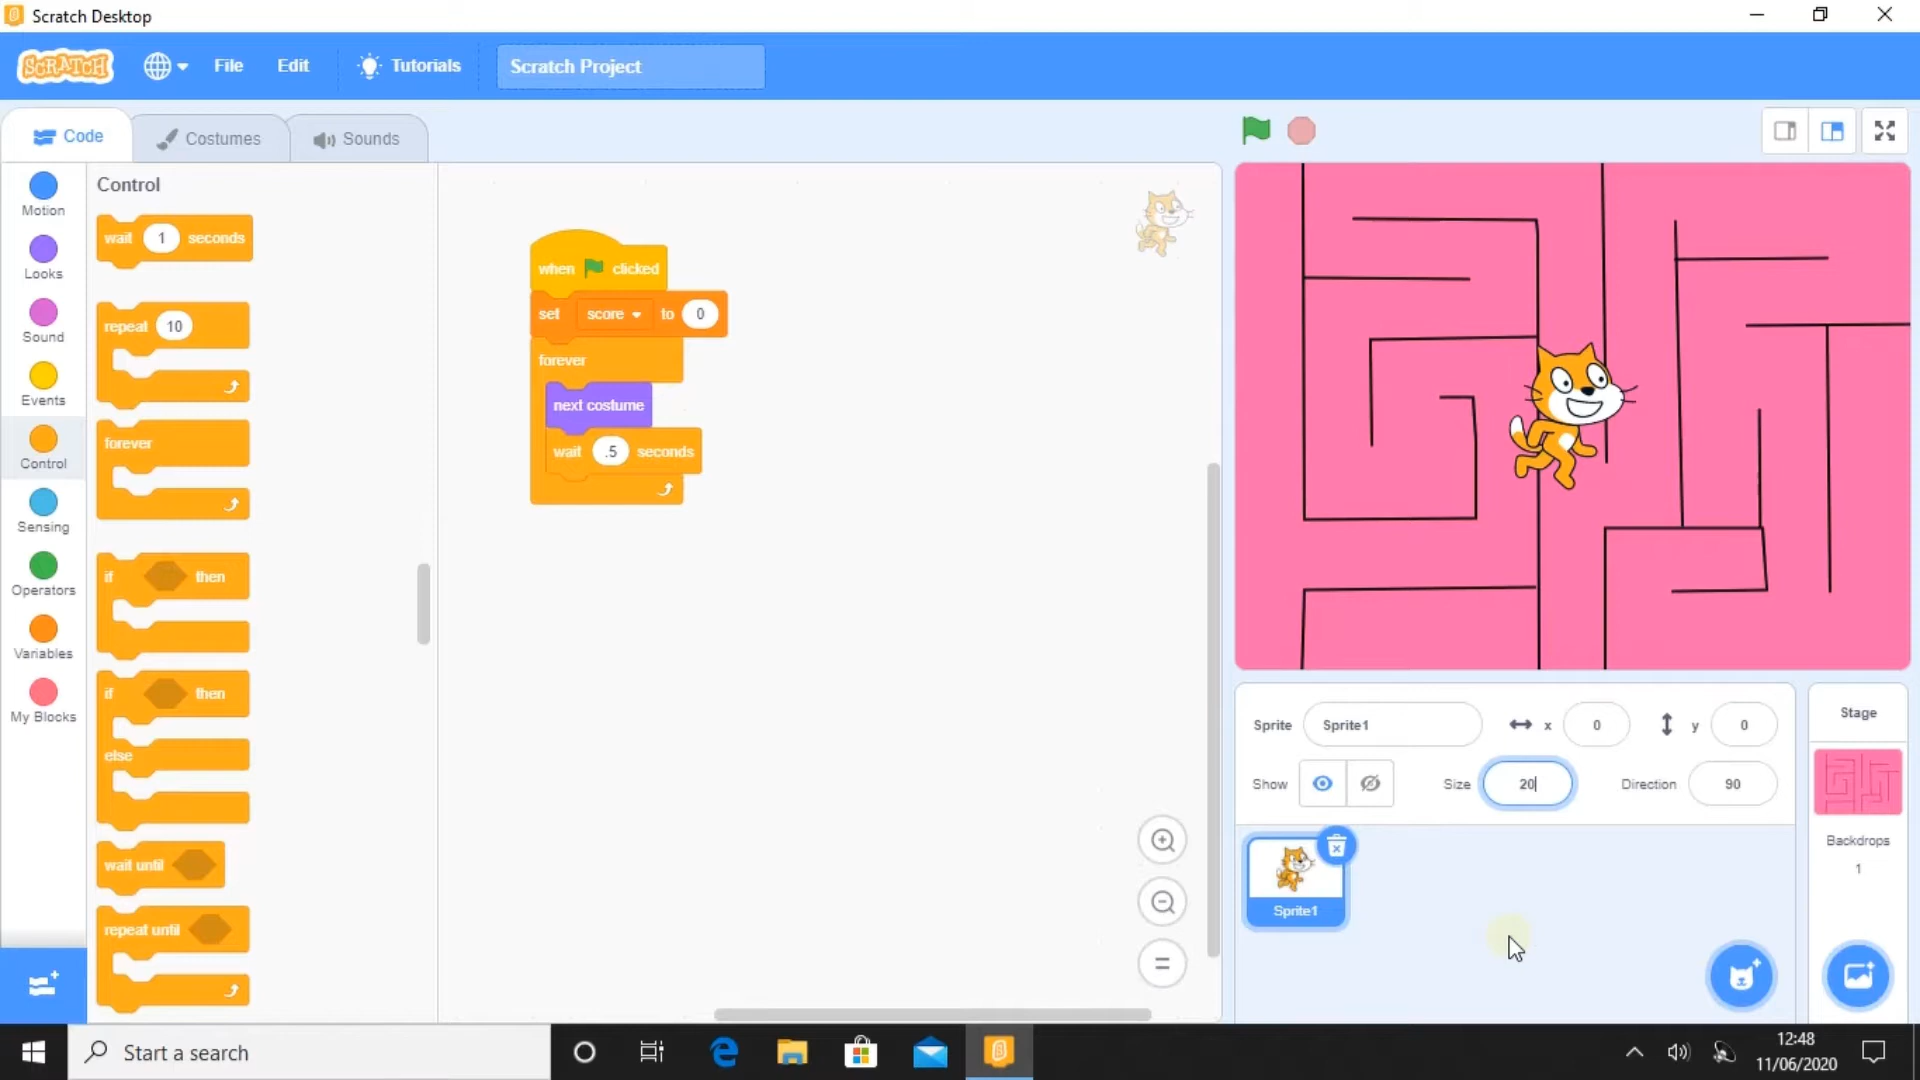 Scratch Desktop
SCRATCH File Edit Tutorials Scratch Project
Code Costumes Sounds
Motion
Looks
Sound
Events
Control
Sensing
Operators
Variables
My Blocks
Control
wait 1 seconds
repeat 10
forever
if then
if then
else
wait until
repeat until
when clicked
set score to 0
forever
next costume
wait .5 seconds
Sprite Sprite1 x 0 y 0
Show Size 20 Direction 90
Sprite1
Stage
Backdrops
1
Start a search
12:48
11/06/2020